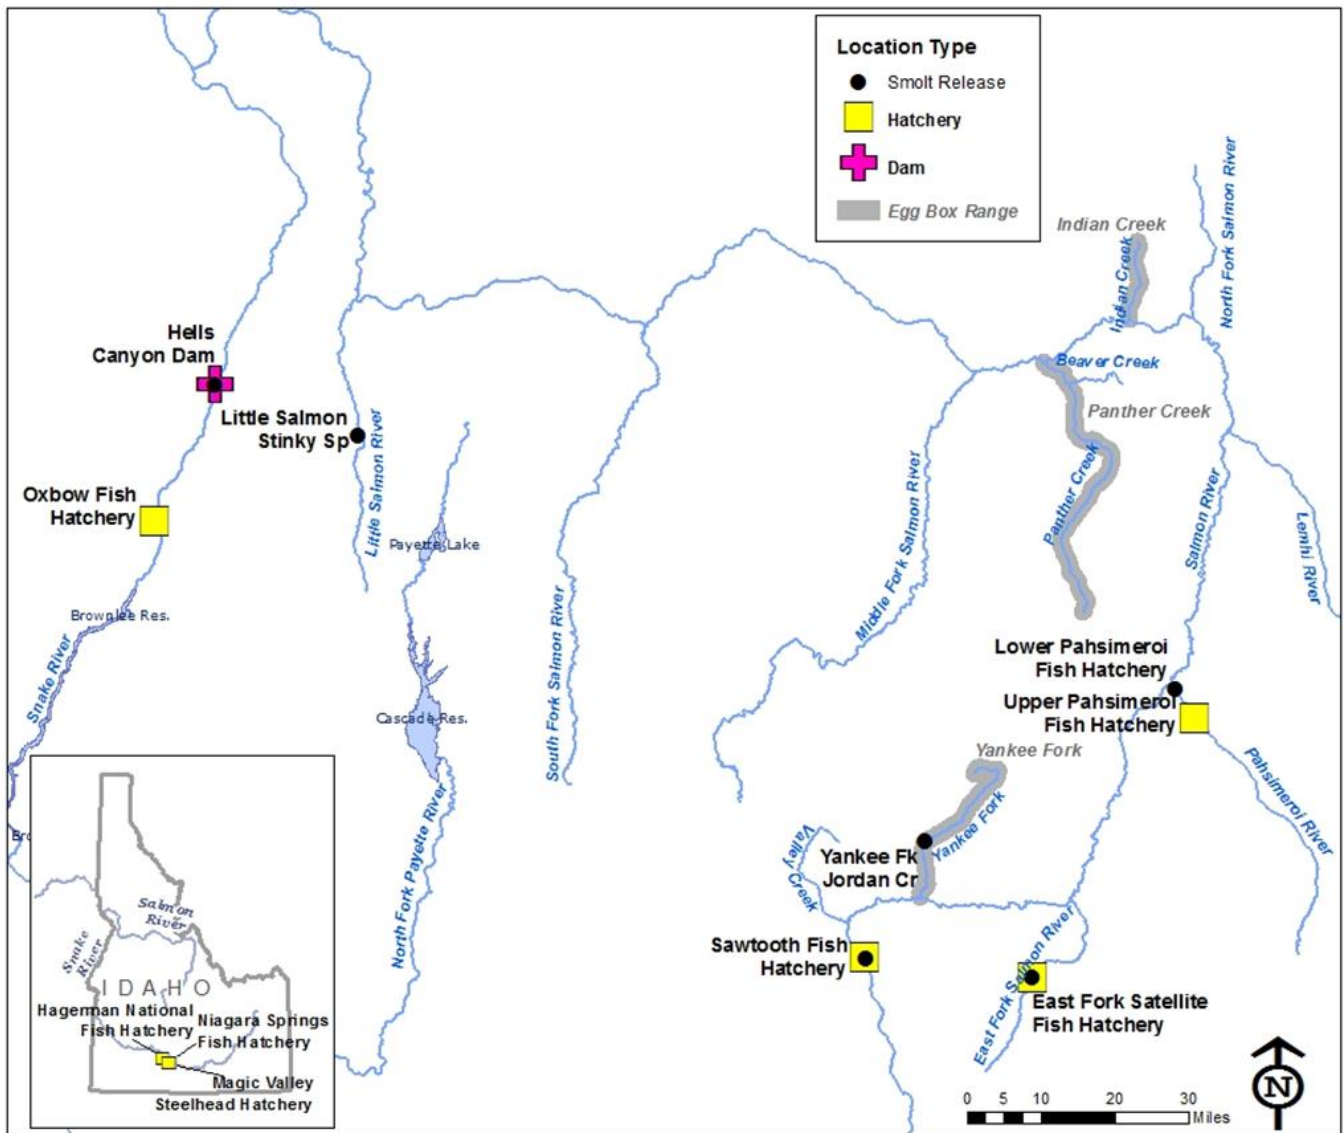 Location Type
Smolt Release
Hatchery
Dam
Egg Box Range
North Fork Salmon River
Indian Creek
Indian Creek
Beaver Creek
Panther Creek
Panther Creek
Hells
Canyon Dam
Little Salmon
Stinky Sp
Little Salmon River
Oxbow Fish
Hatchery
Payette Lake
Middle Fork Salmon River
Salmon River
Lemhi River
Brownlee Res.
Snake River
South Fork Salmon River
Lower Pahsimeroi
Fish Hatchery
Upper Pahsimeroi
Fish Hatchery
Cascade Res.
Yankee Fork
Pahsimeroi River
Yankee Fork
Valley Creek
Yankee Fk
Jordan Cr
North Fork Payette River
Bro
Sawtooth Fish
Hatchery
East Fork Salmon River
East Fork Satellite
Fish Hatchery
Salmon
River
Snake
River
IDAHO
Hagerman National
Fish Hatchery
Niagara Springs
Fish Hatchery
Magic Valley
Steelhead Hatchery
N
0 5 10 20 30
Miles